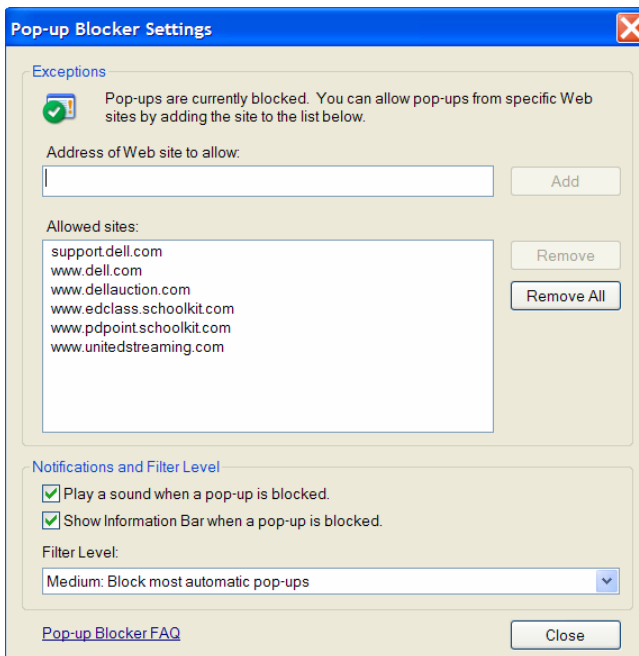 Pop-up Blocker Settings
Exceptions
Pop-ups are currently blocked. You can allow pop-ups from specific Web
sites by adding the site to the list below.
Address of Web site to allow:
Add
Allowed sites:
support.dell.com
www.dell.com
www.dellauction.com
www.edclass.schoolkit.com
www.pdpoint.schoolkit.com
www.unitedstreaming.com
Remove
Remove All
Notifications and Filter Level
Play a sound when a pop-up is blocked.
Show Information Bar when a pop-up is blocked.
Filter Level:
Medium: Block most automatic pop-ups
Pop-up Blocker FAQ
Close